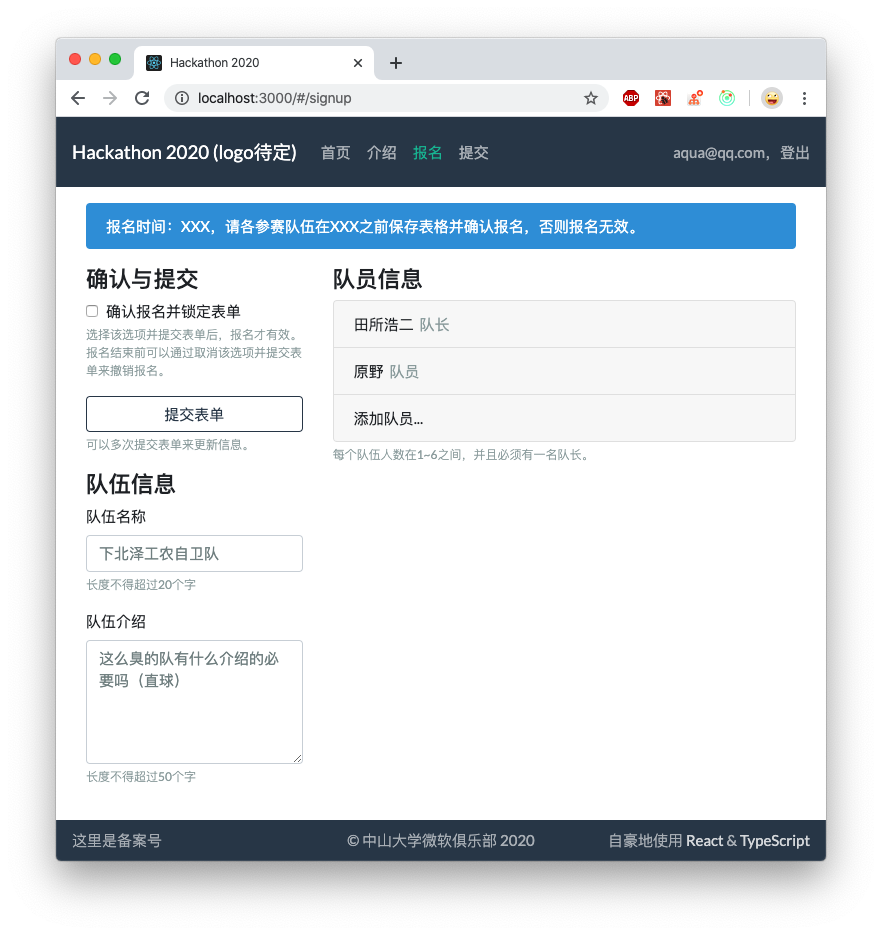 Hackathon 2020
localhost:3000/#/signup
ABP
Hackathon 2020 (logo待定)
首页
介绍
报名
提交
aqua@qq.com，登出
报名时间：XXX，请各参赛队伍在XXX之前保存表格并确认报名，否则报名无效。
确认与提交
确认报名并锁定表单
选择该选项并提交表单后，报名才有效。
报名结束前可以通过取消该选项并提交表
单来撤销报名。
提交表单
可以多次提交表单来更新信息。
队伍信息
队伍名称
下北泽工农自卫队
长度不得超过20个字
队伍介绍
这么臭的队有什么介绍的必
要吗（直球）
长度不得超过50个字
队员信息
田所浩二 队长
原野 队员
添加队员...
每个队伍人数在1~6之间，并且必须有一名队长。
这里是备案号
© 中山大学微软俱乐部 2020
自豪地使用 React & TypeScript